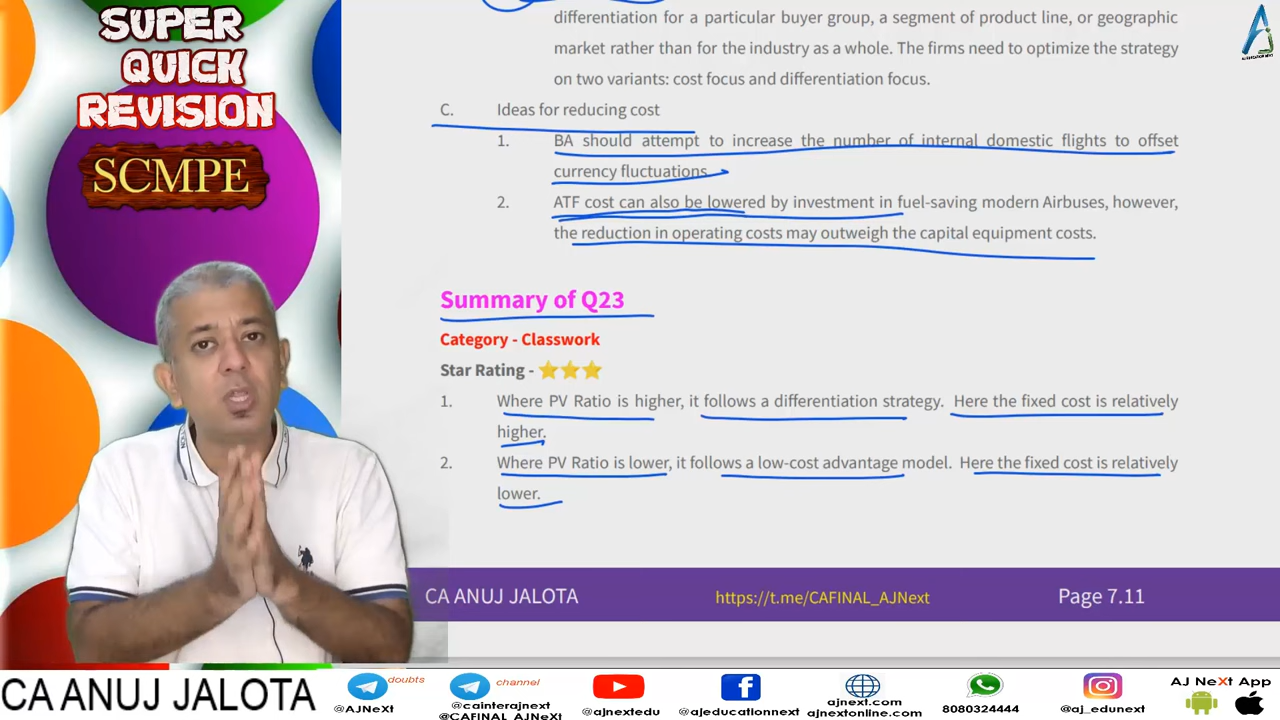 SUPER
QUICK
REVISION
SCMPE
differentiation for a particular buyer group, a segment of product line, or geographic
market rather than for the industry as a whole. The firms need to optimize the strategy
on two variants: cost focus and differentiation focus.
C. Ideas for reducing cost
1. BA should attempt to increase the number of internal domestic flights to offset
currency fluctuations.
2. ATF cost can also be lowered by investment in fuel-saving modern Airbuses, however,
the reduction in operating costs may outweigh the capital equipment costs.
Summary of Q23
Category - Classwork
Star Rating - ⭐⭐⭐
1. Where PV Ratio is higher, it follows a differentiation strategy. Here the fixed cost is relatively
higher.
2. Where PV Ratio is lower, it follows a low-cost advantage model. Here the fixed cost is relatively
lower.
CA ANUJ JALOTA https://t.me/CAFINAL_AJNext Page 7.11
CA ANUJ JALOTA
doubts
@AJNeXt
channel
@cainterajnext
@CAFINAL_AJNeXt
@ajnextedu
@ajeducationnext
ajnext.com
ajnextonline.com
8080324444
@aj_edunext
AJ NeXt App